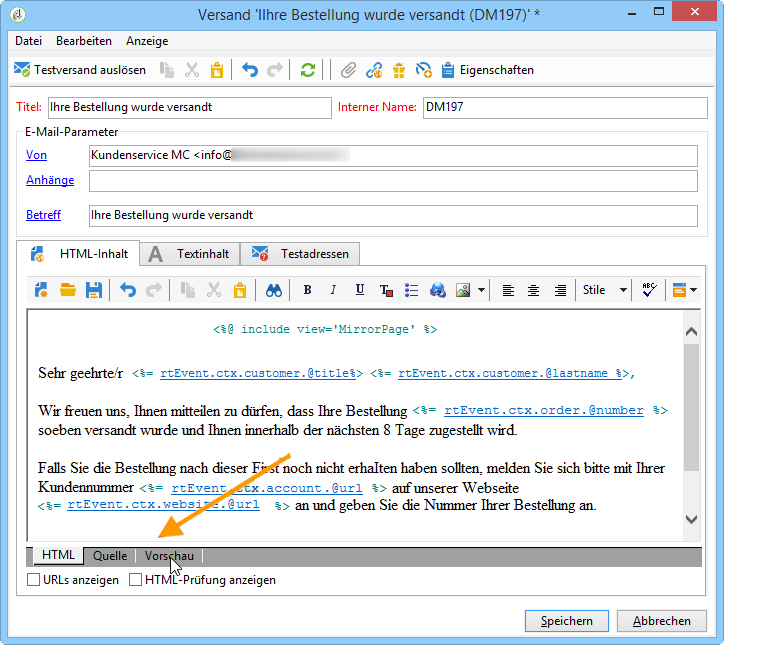 Versand 'Ilhre Bestellung wurde versandt (DM197)' *
Datei Bearbeiten Anzeige
Testversand auslösen Eigenschaften
Titel: Ihre Bestellung wurde versandt Interner Name: DM197
E-Mail-Parameter
Von Kundenservice MC <info@
Anhänge
Betreff Ihre Bestellung wurde versandt
HTML-Inhalt A Textinhalt Testadressen
B I U T Stile ABC
<%@ include view='MirrorPage' %>
Sehr geehrte/r <%= rtEvent.ctx.customer.@title%> <%= rtEvent.ctx.customer.@lastname %>,
Wir freuen uns, Ihnen mitteilen zu dürfen, dass Ihre Bestellung <%= rtEvent.ctx.order.@number %>
soeben versandt wurde und Ihnen innerhalb der nächsten 8 Tage zugestellt wird.
Falls Sie die Bestellung nach dieser First noch nicht erhalten haben sollten, melden Sie sich bitte mit Ihrer
Kundennummer <%= rtEvent.ctx.account.@url %> auf unserer Webseite
<%= rtEvent.ctx.website.@url %> an und geben Sie die Nummer Ihrer Bestellung an.
HTML Quelle Vorschau
URLs anzeigen HTML-Prüfung anzeigen
Speichern Abbrechen